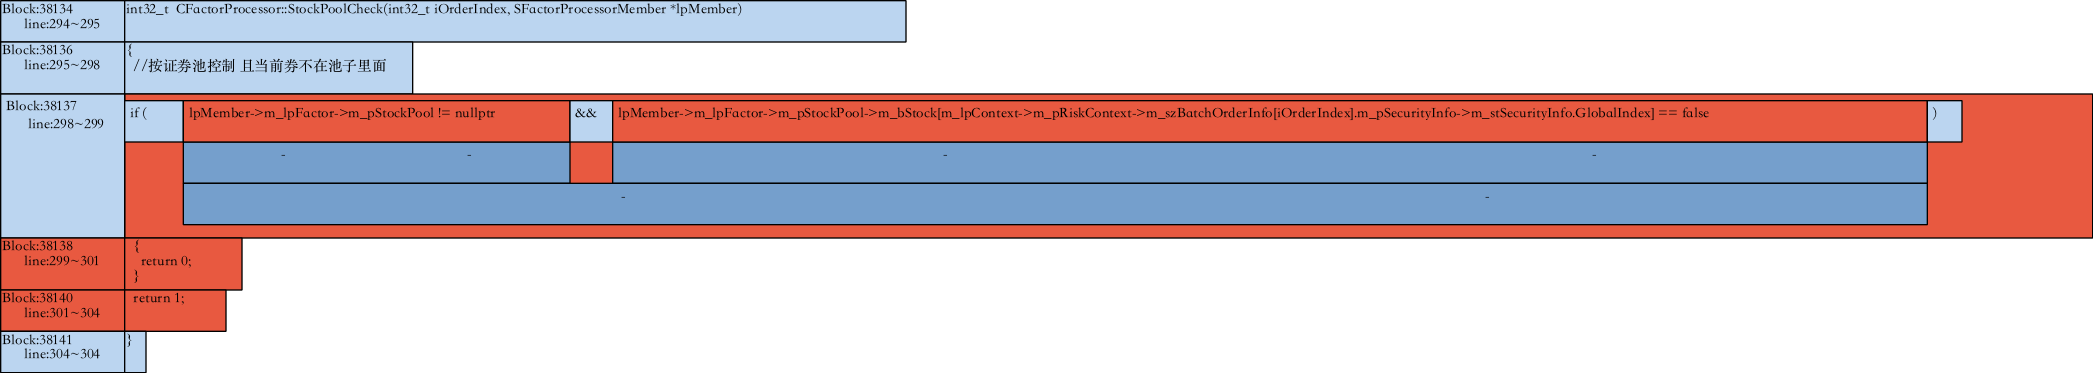 Block:38134 int32_t  CFactorProcessor::StockPoolCheck(int32_t iOrderIndex, SFactorProcessorMember *lpMember)
line:294~295
Block:38136 {
line:295~298 //按证券池控制 且当前券不在池子里面
Block:38137 if ( lpMember->m_lpFactor->m_pStockPool != nullptr && lpMember->m_lpFactor->m_pStockPool->m_bStock[m_lpContext->m_pRiskContext->m_szBatchOrderInfo[iOrderIndex].m_pSecurityInfo->m_stSecurityInfo.GlobalIndex] == false )
line:298~299
- - - -
- -
Block:38138 {
line:299~301 return 0;
}
Block:38140 return 1;
line:301~304
Block:38141 }
line:304~304